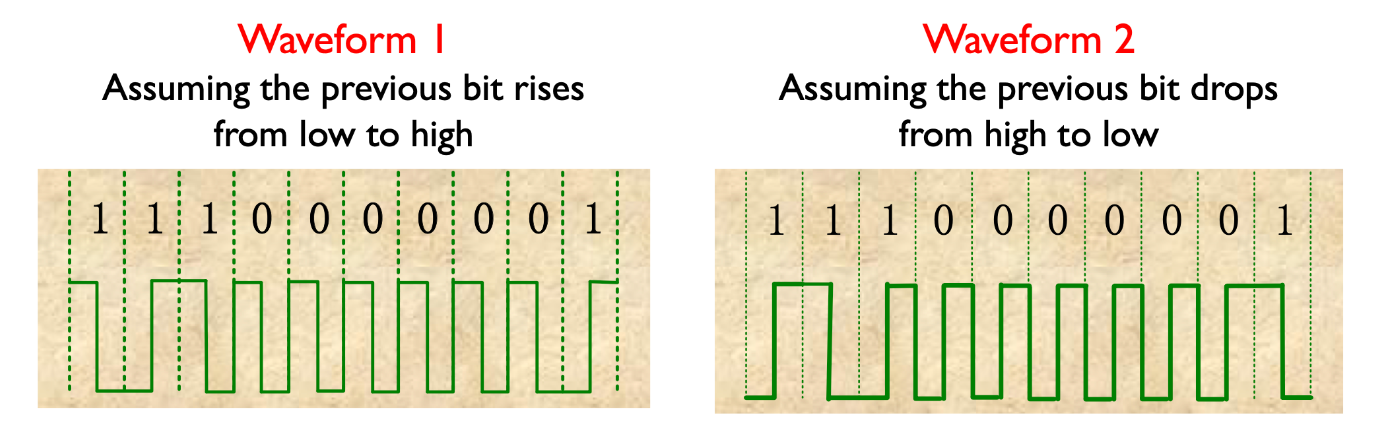 Waveform 1
Assuming the previous bit rises
from low to high
1 1 1 0 0 0 0 0 0 1
Waveform 2
Assuming the previous bit drops
from high to low
1 1 1 0 0 0 0 0 0 1